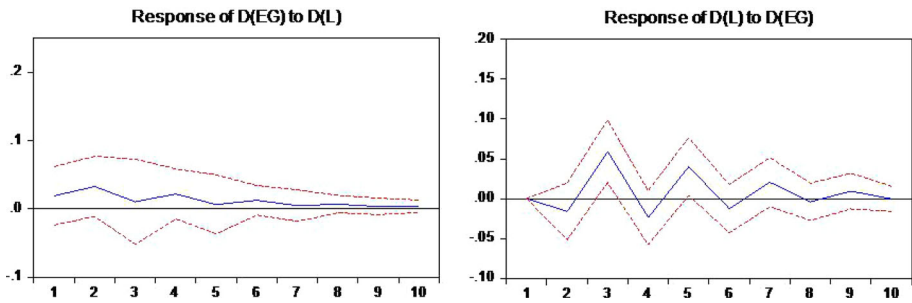 Response of D(EG) to D(L)
.2
.1
.0
-.1
1 2 3 4 5 6 7 8 9 10
Response of D(L) to D(EG)
.20
.15
.10
.05
.00
-.05
-.10
1 2 3 4 5 6 7 8 9 10